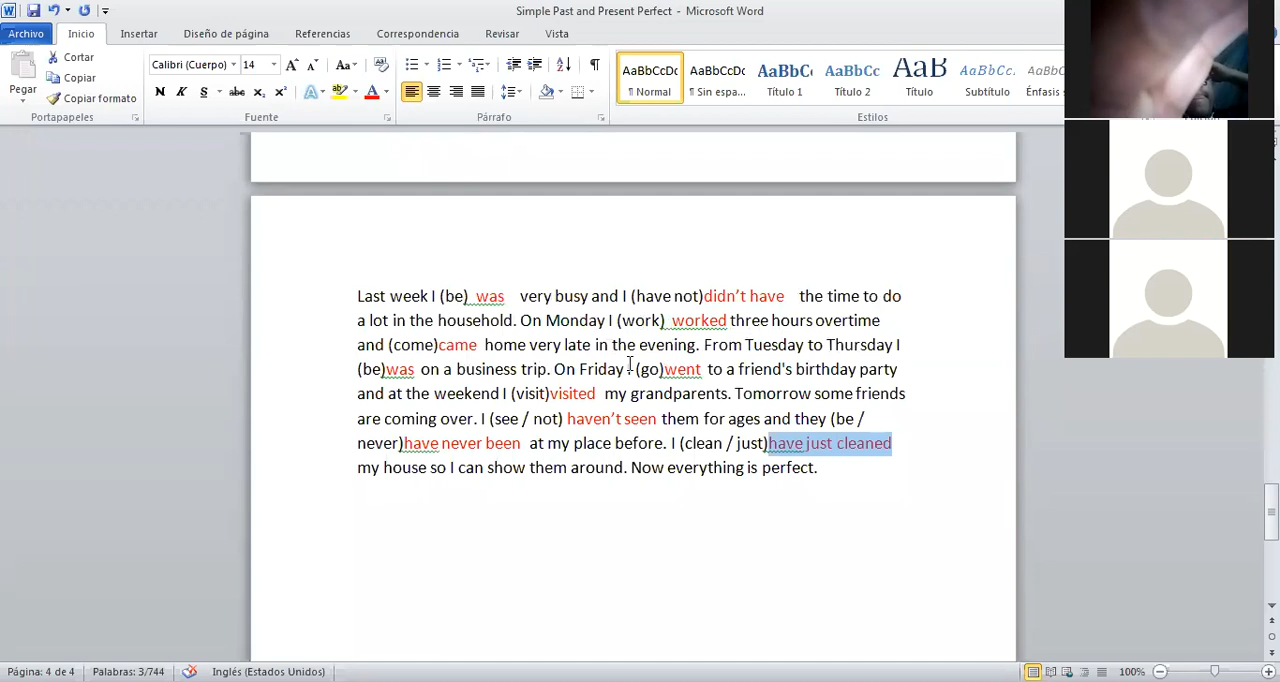 Simple Past and Present Perfect - Microsoft Word
Archivo Inicio Insertar Diseño de página Referencias Correspondencia Revisar Vista
Pegar
Cortar
Copiar
Copiar formato
Portapapeles
Calibri (Cuerpo) 14
N K S abc x₂ x²
Fuente
Párrafo
AaBbCcDc AaBbCcDc AaBbC AaBbCc AaB AaBbCc AaBbCc
¶ Normal ¶ Sin espa... Título 1 Título 2 Título Subtítulo Énfasis
Estilos
Last week I (be) was very busy and I (have not)didn’t have the time to do
a lot in the household. On Monday I (work) worked three hours overtime
and (come)came home very late in the evening. From Tuesday to Thursday I
(be)was on a business trip. On Friday I (go)went to a friend's birthday party
and at the weekend I (visit)visited my grandparents. Tomorrow some friends
are coming over. I (see / not) haven’t seen them for ages and they (be /
never)have never been at my place before. I (clean / just)have just cleaned
my house so I can show them around. Now everything is perfect.
Página: 4 de 4 Palabras: 3/744 Inglés (Estados Unidos) 100%